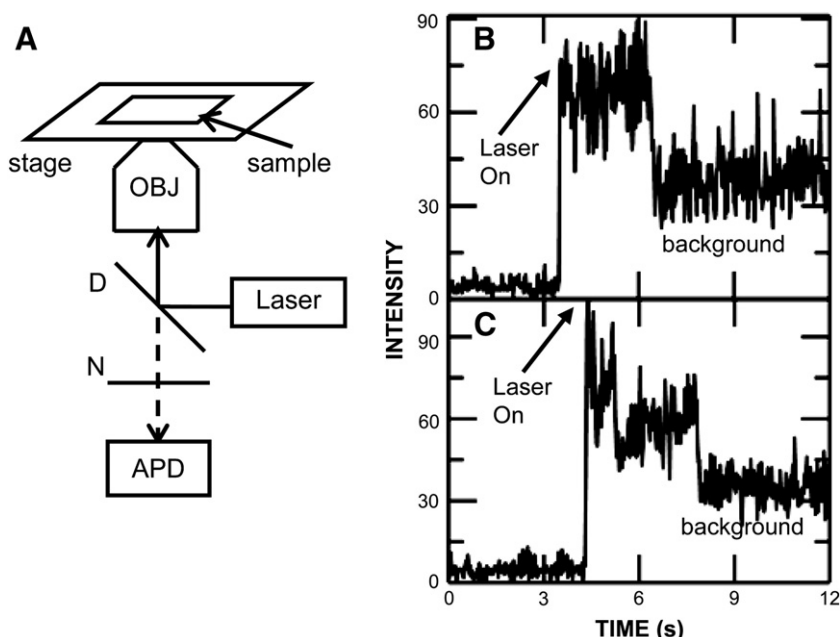 A
stage
sample
OBJ
D
Laser
N
APD
INTENSITY
B
90
60
30
0
Laser
On
background
C
90
60
30
0
Laser
On
background
0 3 6 9 12
TIME (s)